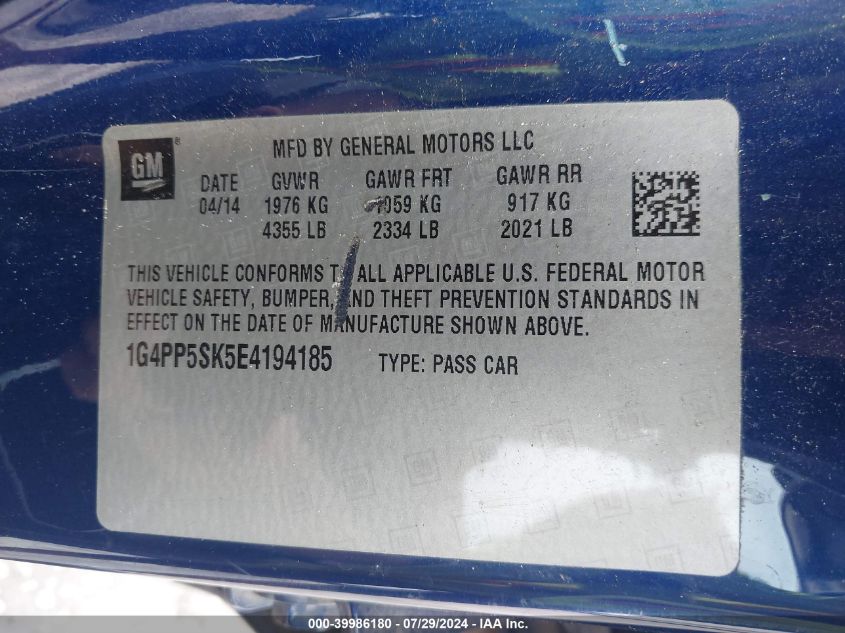 GM ®
MFD BY GENERAL MOTORS LLC
DATE GVWR GAWR FRT GAWR RR
04/14 1976 KG 1059 KG 917 KG
4355 LB 2334 LB 2021 LB
THIS VEHICLE CONFORMS TO ALL APPLICABLE U.S. FEDERAL MOTOR
VEHICLE SAFETY, BUMPER, AND THEFT PREVENTION STANDARDS IN
EFFECT ON THE DATE OF MANUFACTURE SHOWN ABOVE.
1G4PP5SK5E4194185 TYPE: PASS CAR
000-39986180 - 07/29/2024 - IAA Inc.